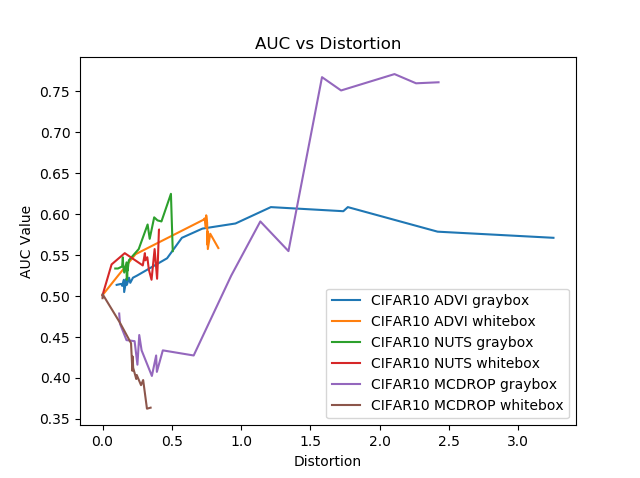 AUC vs Distortion
AUC Value
0.75
0.70
0.65
0.60
0.55
0.50
0.45
0.40
0.35
CIFAR10 ADVI graybox
CIFAR10 ADVI whitebox
CIFAR10 NUTS graybox
CIFAR10 NUTS whitebox
CIFAR10 MCDROP graybox
CIFAR10 MCDROP whitebox
0.0 0.5 1.0 1.5 2.0 2.5 3.0
Distortion